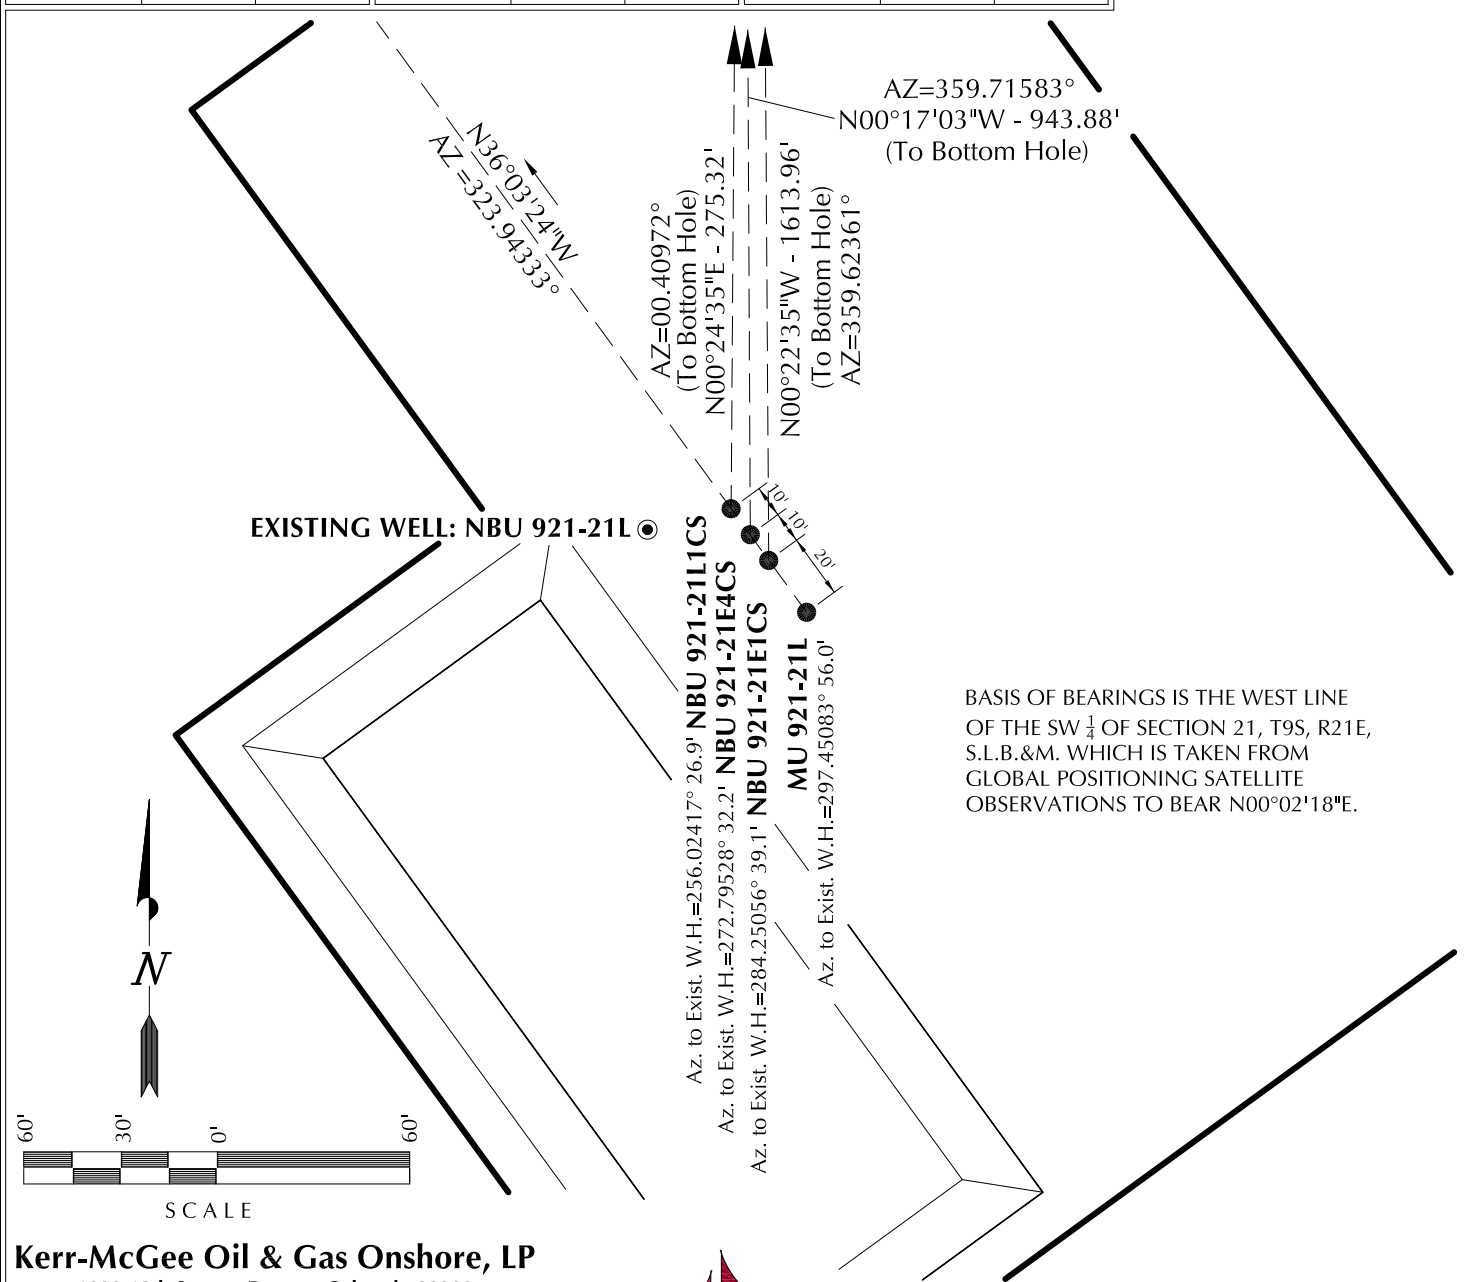 AZ=359.71583°
N00°17'03"W - 943.88'
(To Bottom Hole)
N36°03'24"W
AZ =323.94333°
AZ=00.40972°
(To Bottom Hole)
N00°24'35"E - 275.32'
N00°22'35"W - 1613.96'
(To Bottom Hole)
AZ=359.62361°
10'
10'
20'
EXISTING WELL: NBU 921-21L
Az. to Exist. W.H.=256.02417° 26.9' NBU 921-21L1CS
Az. to Exist. W.H.=272.79528° 32.2' NBU 921-21E4CS
Az. to Exist. W.H.=284.25056° 39.1' NBU 921-21E1CS
MU 921-21L
Az. to Exist. W.H.=297.45083° 56.0'
BASIS OF BEARINGS IS THE WEST LINE
OF THE SW 1/4 OF SECTION 21, T9S, R21E,
S.L.B.&M. WHICH IS TAKEN FROM
GLOBAL POSITIONING SATELLITE
OBSERVATIONS TO BEAR N00°02'18"E.
N
60' 30' 0' 60'
SCALE
Kerr-McGee Oil & Gas Onshore, LP